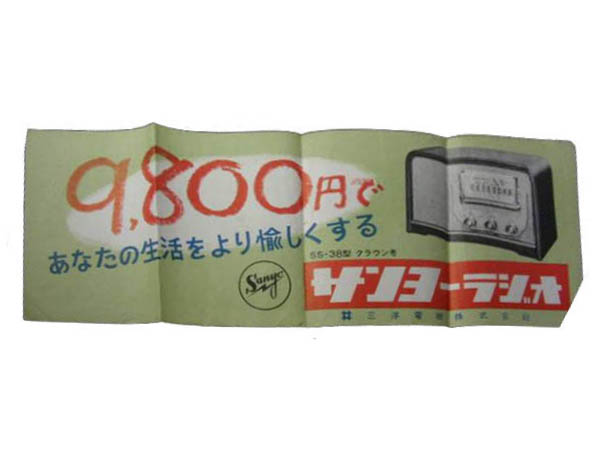 9,800円で
あなたの生活をより愉しくする
SS-38型 クラウン号
Sanyo
サンヨーラジオ
三洋電機株式会社